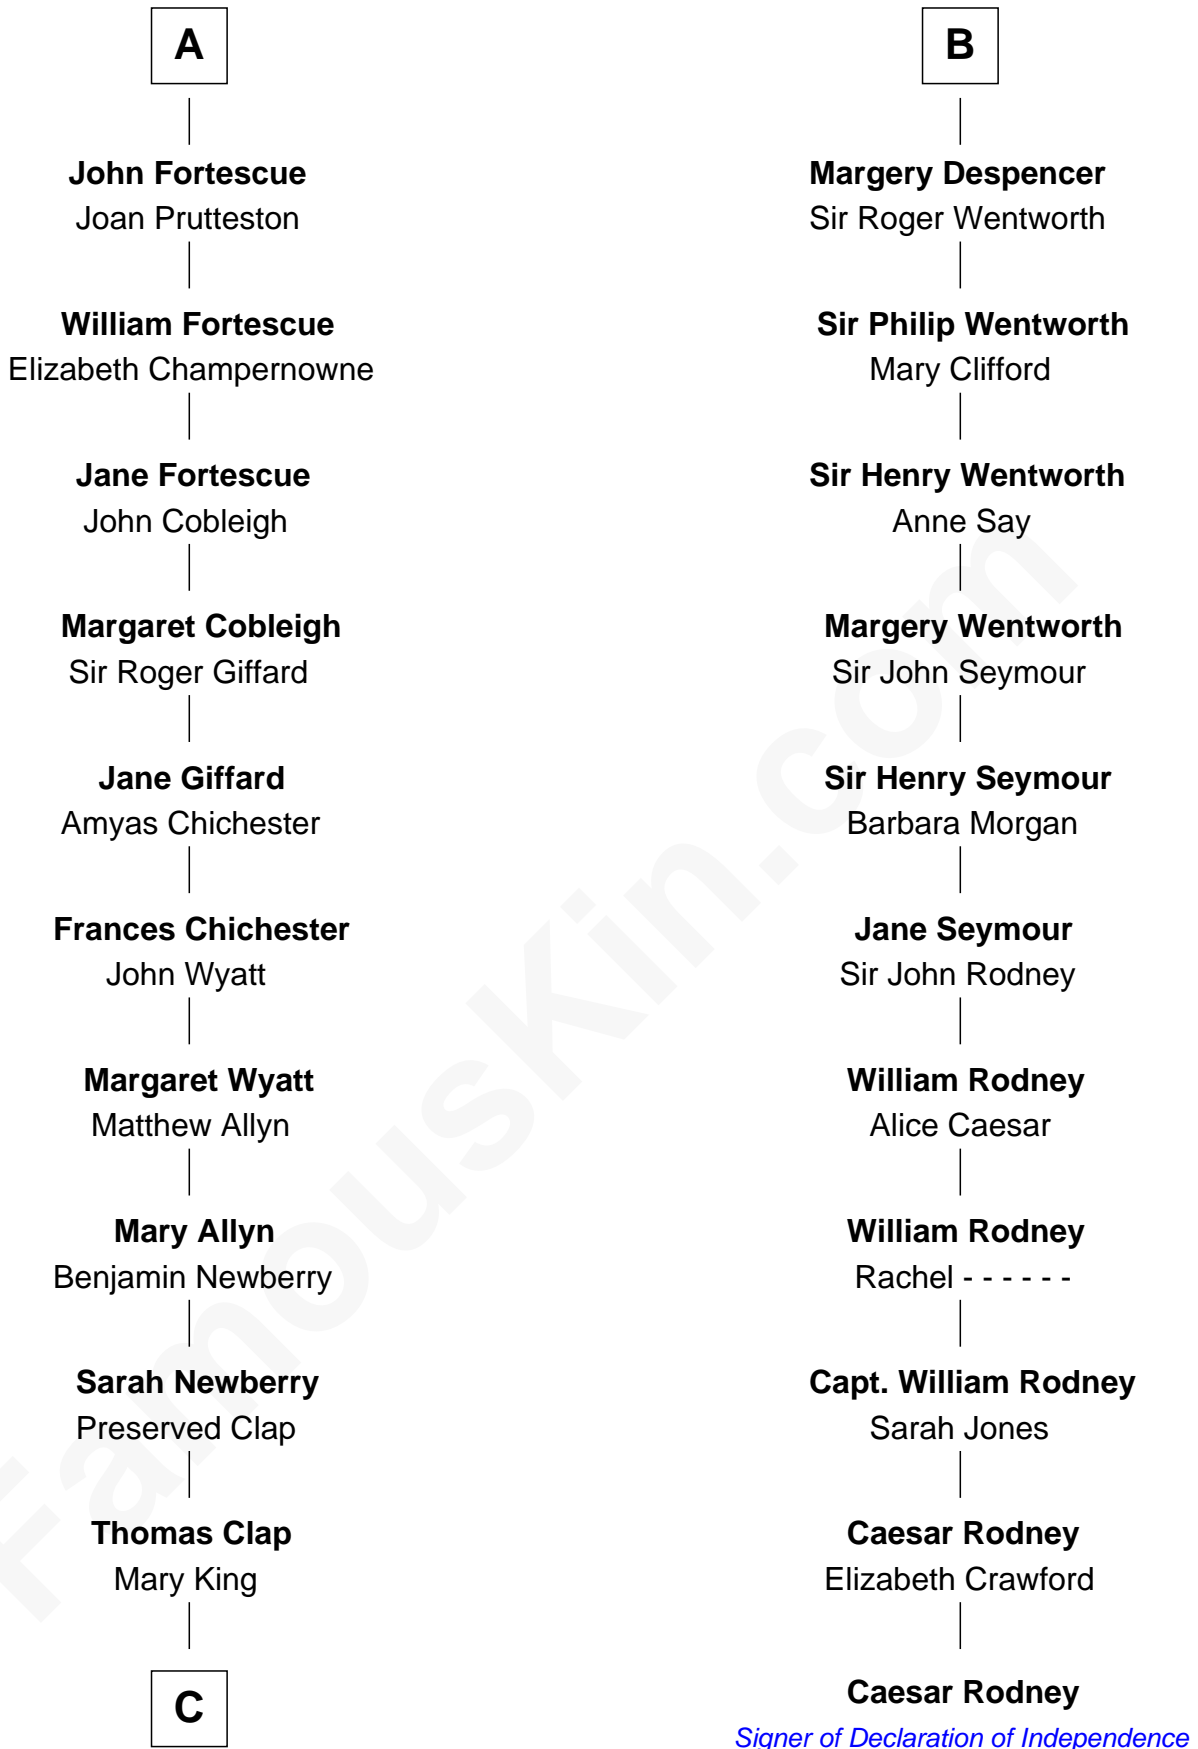 A
John Fortescue
Joan Prutteston
William Fortescue
Elizabeth Champernowne
Jane Fortescue
John Cobleigh
Margaret Cobleigh
Sir Roger Giffard
Jane Giffard
Amyas Chichester
Frances Chichester
John Wyatt
Margaret Wyatt
Matthew Allyn
Mary Allyn
Benjamin Newberry
Sarah Newberry
Preserved Clap
Thomas Clap
Mary King
C
B
Margery Despencer
Sir Roger Wentworth
Sir Philip Wentworth
Mary Clifford
Sir Henry Wentworth
Anne Say
Margery Wentworth
Sir John Seymour
Sir Henry Seymour
Barbara Morgan
Jane Seymour
Sir John Rodney
William Rodney
Alice Caesar
William Rodney
Rachel - - - - - -
Capt. William Rodney
Sarah Jones
Caesar Rodney
Elizabeth Crawford
Caesar Rodney
Signer of Declaration of Independence
FamousKin.com